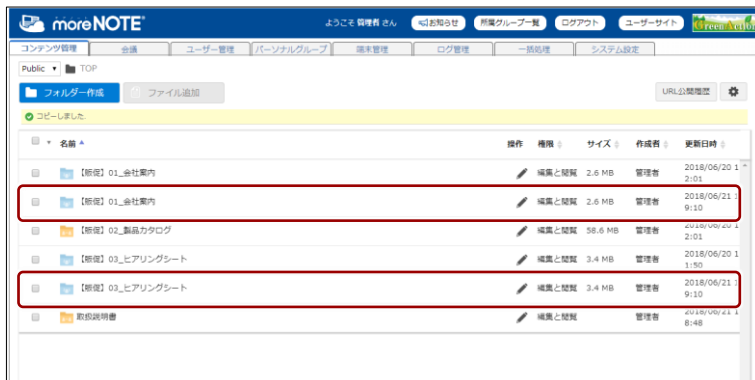 moreNOTE
ようこそ 管理者 さん お知らせ 所属グループ一覧 ログアウト ユーザーサイト Green Action
コンテンツ管理 会議 ユーザー管理 パーソナルグループ 端末管理 ログ管理 一括処理 システム設定
Public TOP
フォルダー作成 ファイル追加 URL公開履歴
コピーしました
名前 操作 権限 サイズ 作成者 更新日時
【販促】01_会社案内 編集と閲覧 2.6 MB 管理者 2018/06/20 1
2:01
【販促】01_会社案内 編集と閲覧 2.6 MB 管理者 2018/06/21 1
9:10
【販促】02_製品カタログ 編集と閲覧 58.6 MB 管理者 2018/06/20 1
2:01
【販促】03_ヒアリングシート 編集と閲覧 3.4 MB 管理者 2018/06/20 1
1:50
【販促】03_ヒアリングシート 編集と閲覧 3.4 MB 管理者 2018/06/21 1
9:10
取扱説明書 編集と閲覧 管理者 2018/06/21 1
8:48